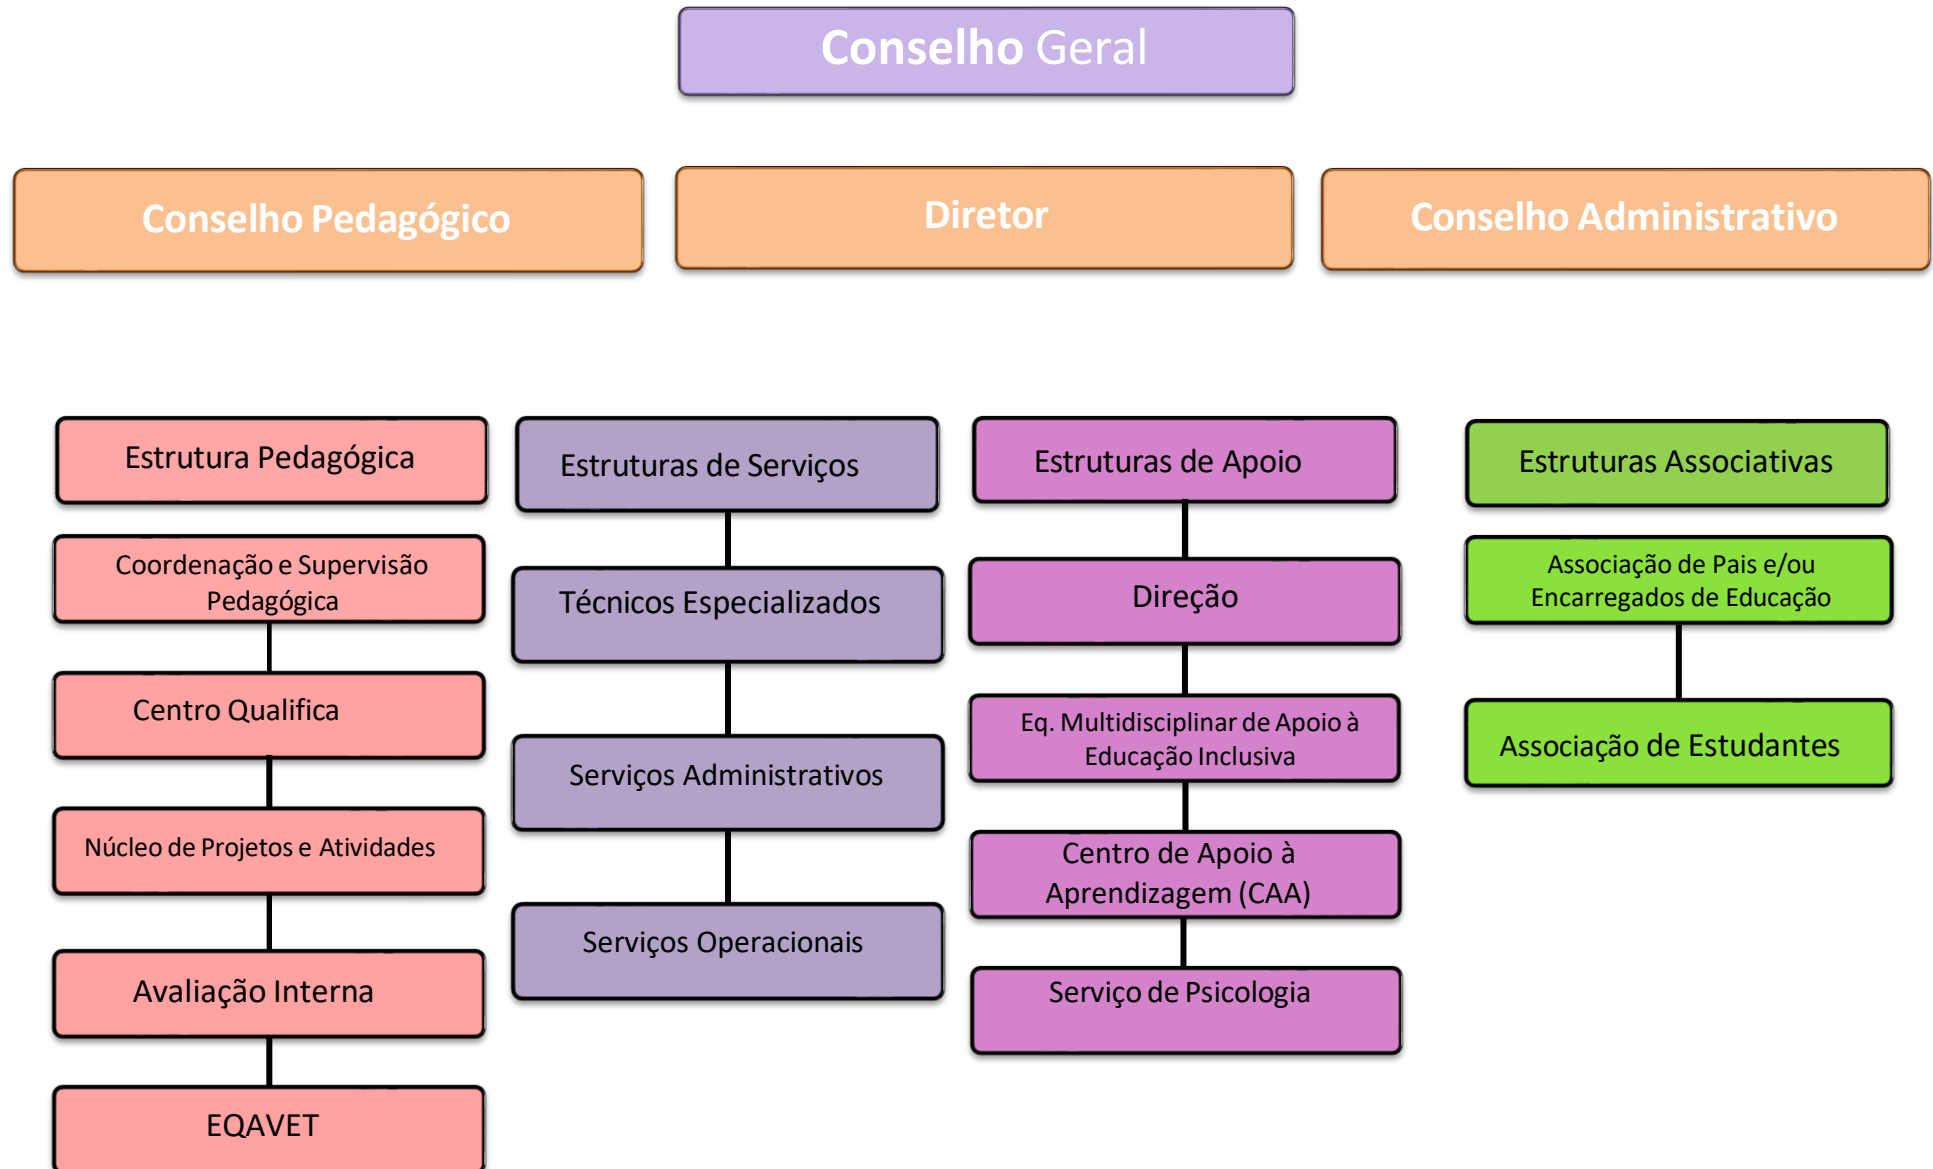 Conselho Geral
Conselho Pedagógico
Diretor
Conselho Administrativo
Estrutura Pedagógica
Coordenação e Supervisão
Pedagógica
Centro Qualifica
Núcleo de Projetos e Atividades
Avaliação Interna
EQAVET
Estruturas de Serviços
Técnicos Especializados
Serviços Administrativos
Serviços Operacionais
Estruturas de Apoio
Direção
Eq. Multidisciplinar de Apoio à
Educação Inclusiva
Centro de Apoio à
Aprendizagem (CAA)
Serviço de Psicologia
Estruturas Associativas
Associação de Pais e/ou
Encarregados de Educação
Associação de Estudantes